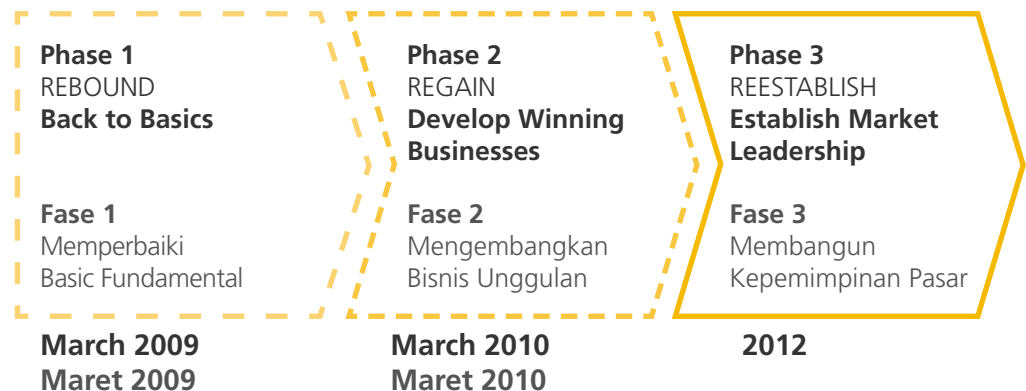 Phase 1
REBOUND
Back to Basics
Fase 1
Memperbaiki
Basic Fundamental
March 2009
Maret 2009
Phase 2
REGAIN
Develop Winning
Businesses
Fase 2
Mengembangkan
Bisnis Unggulan
March 2010
Maret 2010
Phase 3
REESTABLISH
Establish Market
Leadership
Fase 3
Membangun
Kepemimpinan Pasar
2012